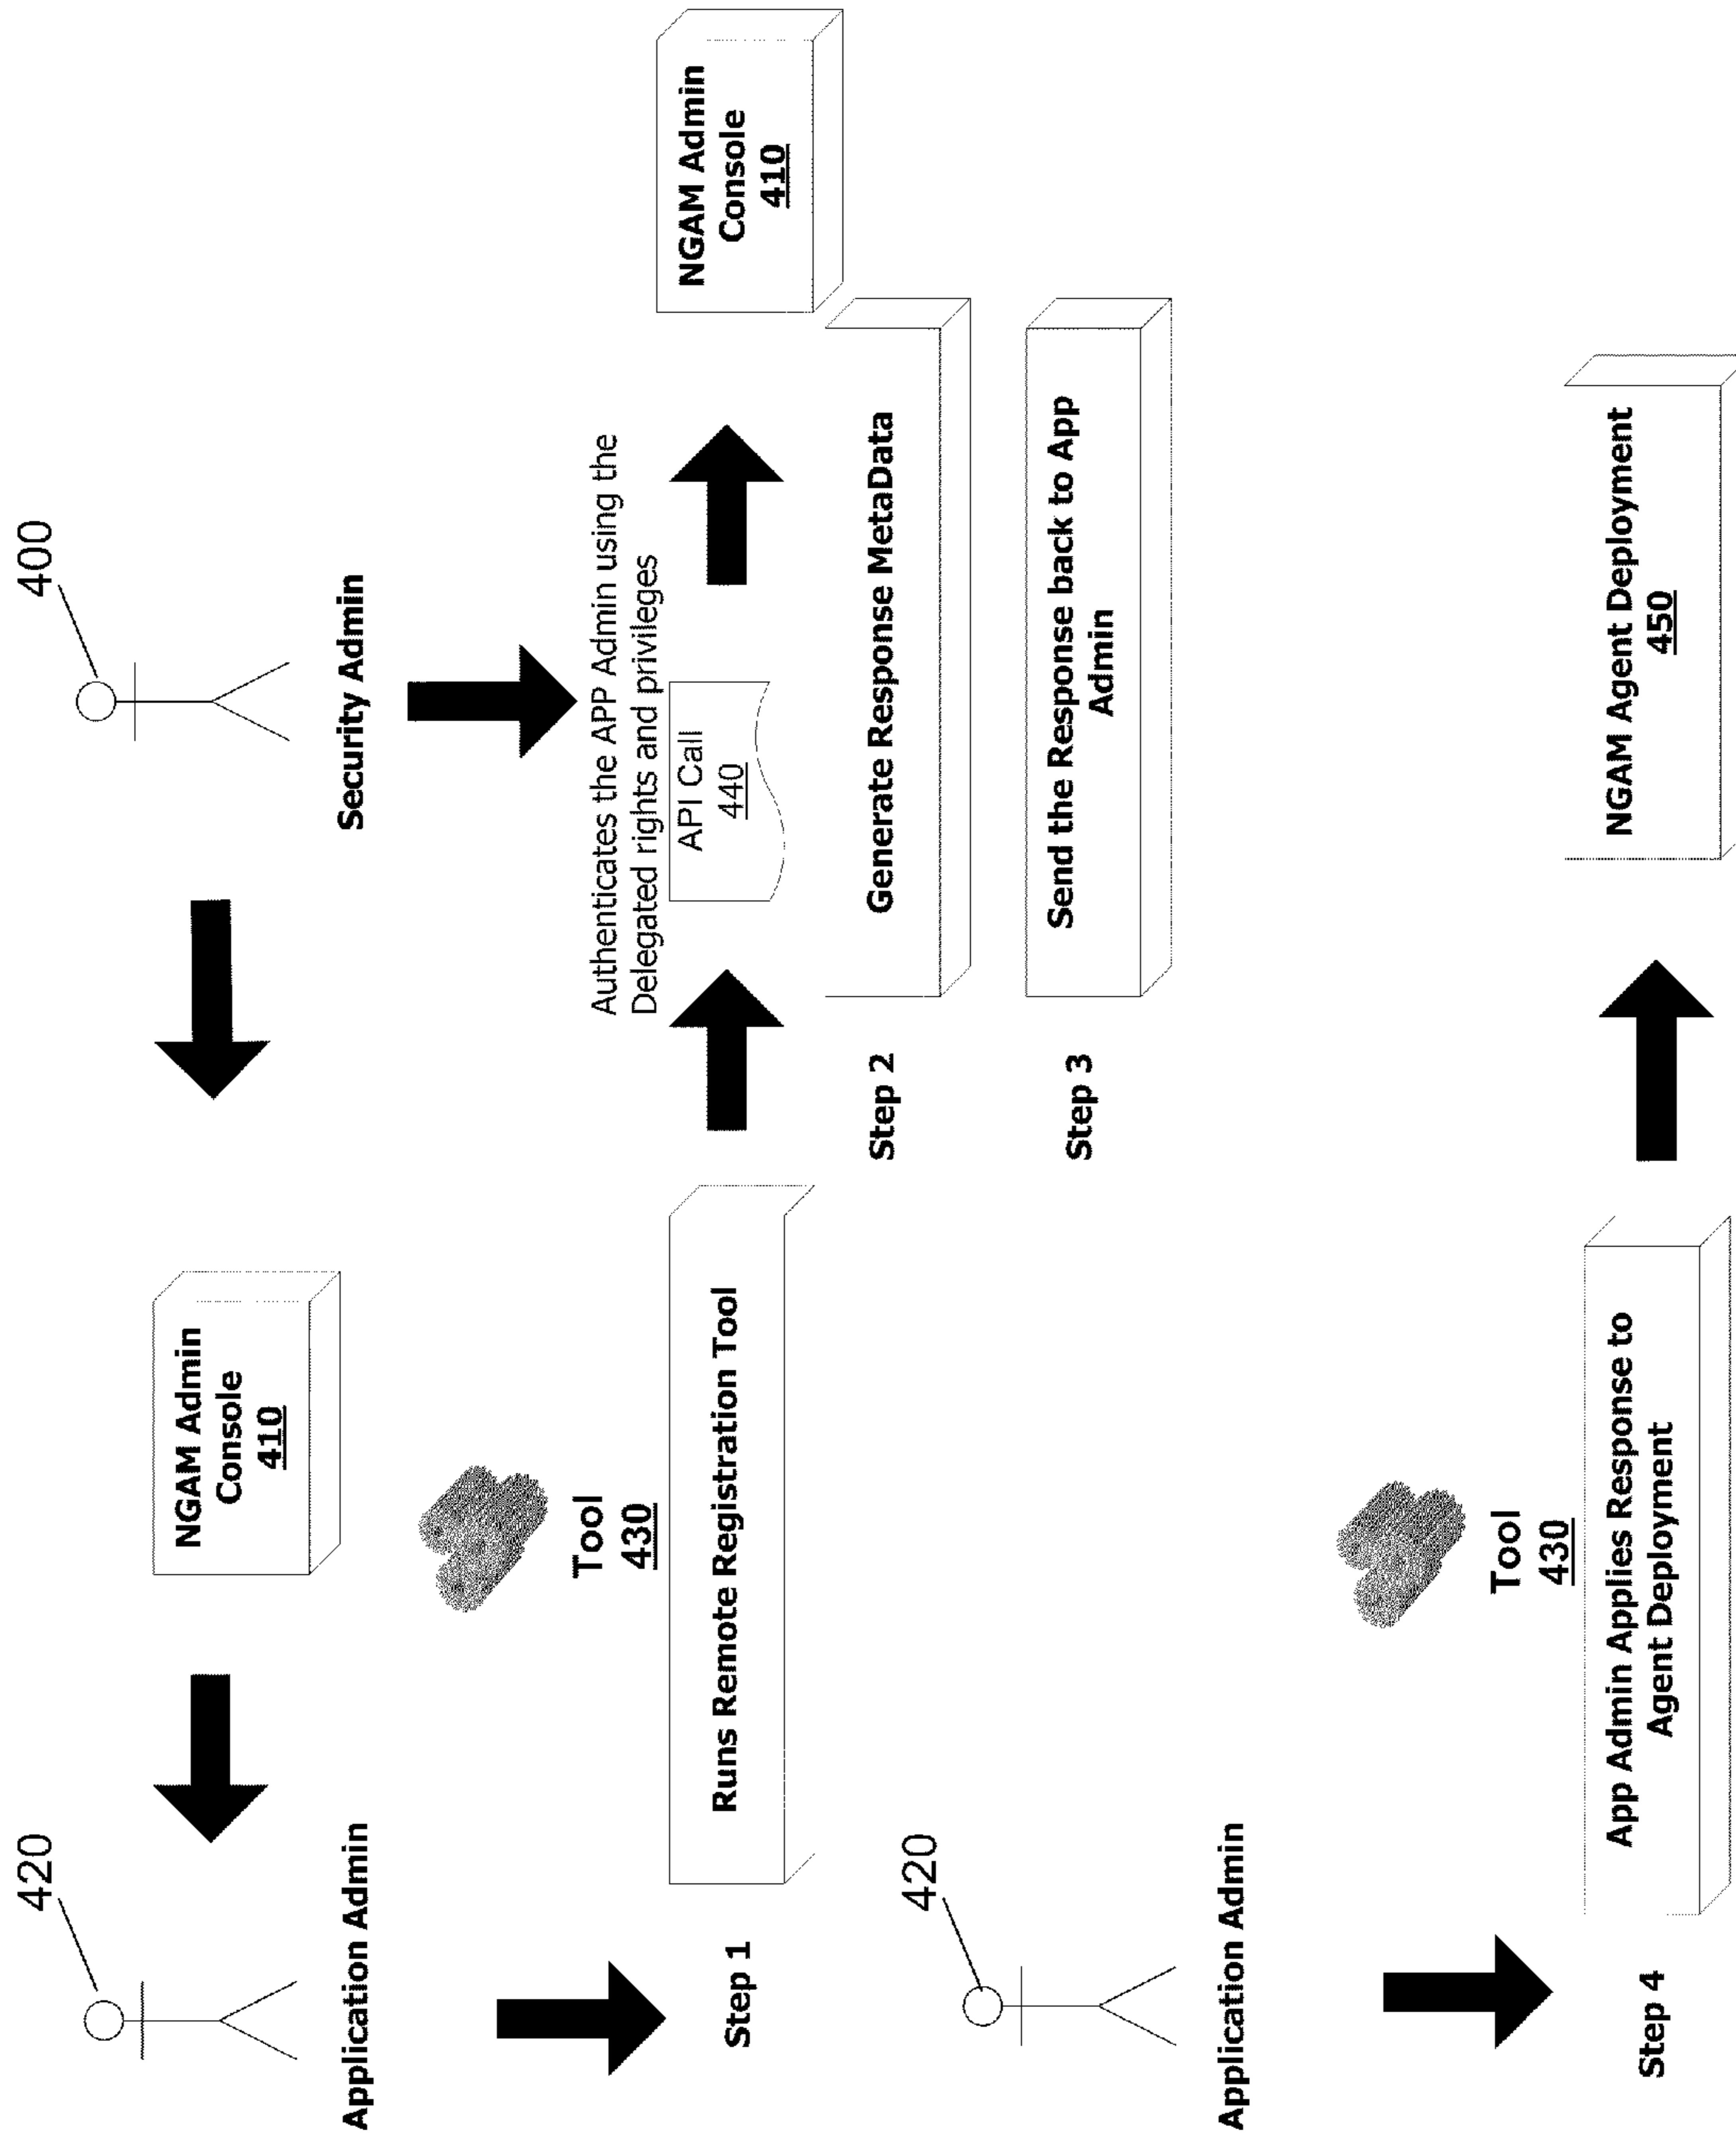 420
Application Admin
NGAM Admin
Console
410
400
Security Admin
Tool
430
Step 1
Runs Remote Registration Tool
Authenticates the APP Admin using the
Delegated rights and privileges
API Call
440
NGAM Admin
Console
410
Step 2
Generate Response MetaData
Step 3
Send the Response back to App
Admin
420
Application Admin
Tool
430
Step 4
App Admin Applies Response to
Agent Deployment
NGAM Agent Deployment
450